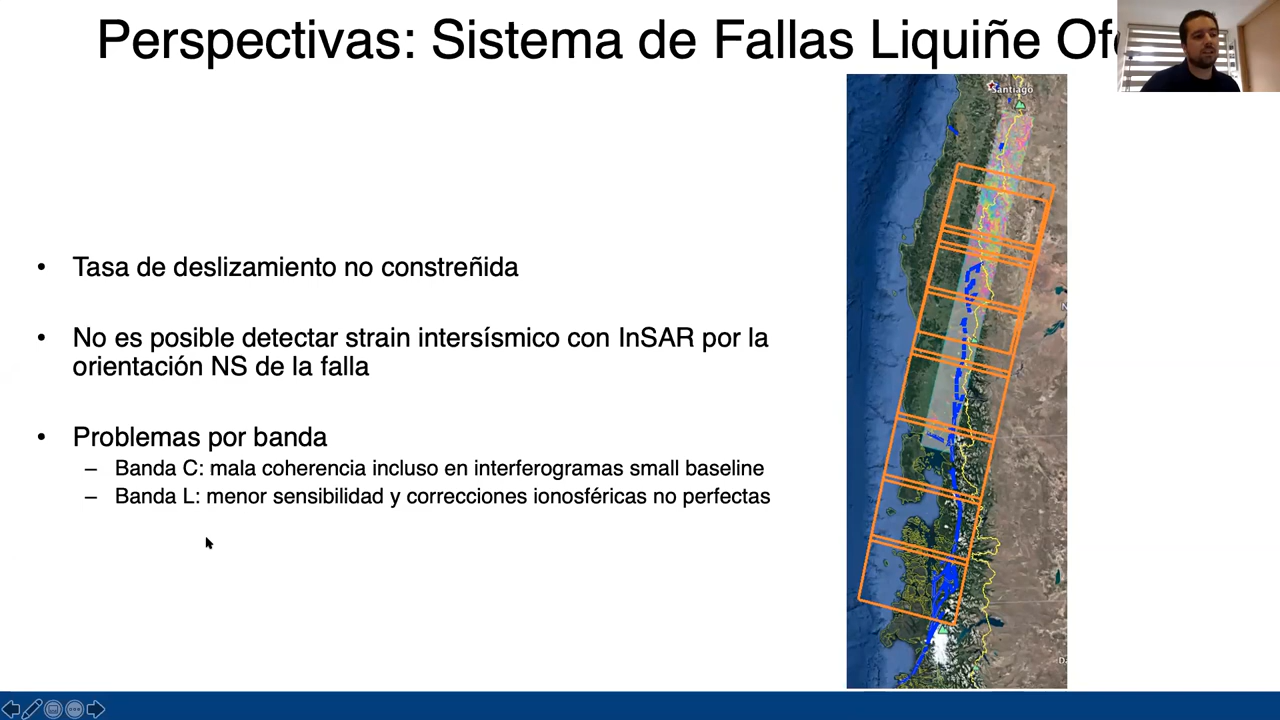 Perspectivas: Sistema de Fallas Liquiñe Of
Santiago
• Tasa de deslizamiento no constreñida
• No es posible detectar strain intersísmico con InSAR por la
orientación NS de la falla
• Problemas por banda
– Banda C: mala coherencia incluso en interferogramas small baseline
– Banda L: menor sensibilidad y correcciones ionosféricas no perfectas